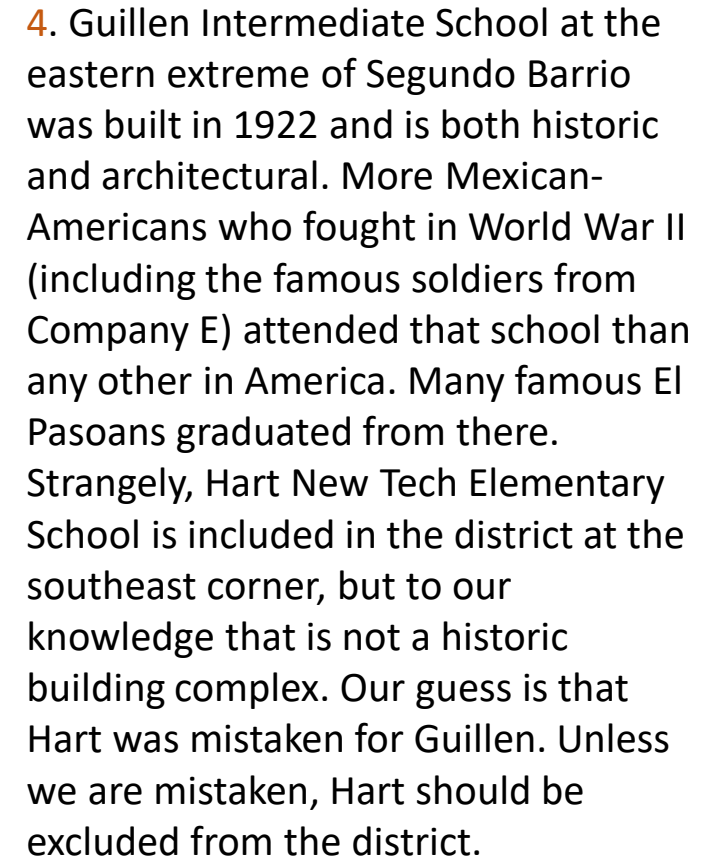 4. Guillen Intermediate School at the
eastern extreme of Segundo Barrio
was built in 1922 and is both historic
and architectural. More Mexican-
Americans who fought in World War II
(including the famous soldiers from
Company E) attended that school than
any other in America. Many famous El
Pasoans graduated from there.
Strangely, Hart New Tech Elementary
School is included in the district at the
southeast corner, but to our
knowledge that is not a historic
building complex. Our guess is that
Hart was mistaken for Guillen. Unless
we are mistaken, Hart should be
excluded from the district.